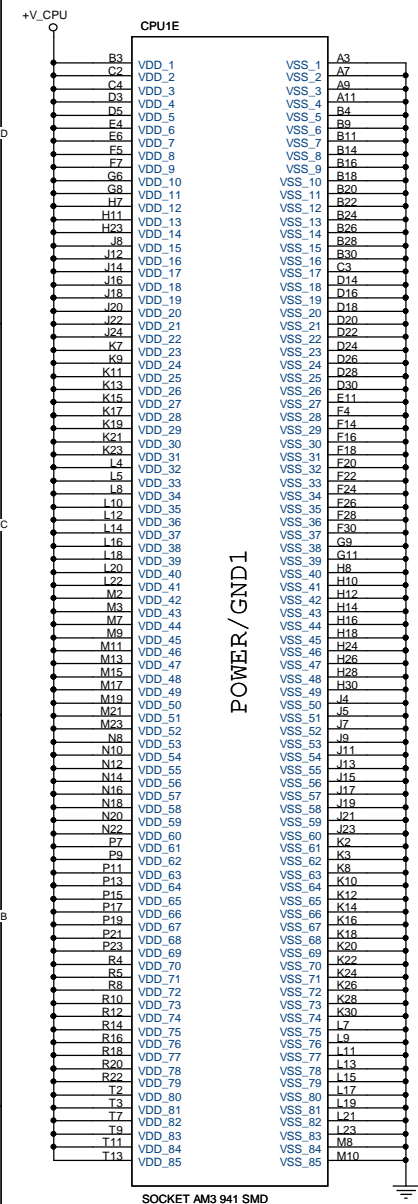 +V_CPU
CPU1E
B3 VDD_1 VSS_1 A3
C2 VDD_2 VSS_2 A7
C4 VDD_3 VSS_3 A9
D3 VDD_4 VSS_4 A11
D5 VDD_5 VSS_5 B4
E4 VDD_6 VSS_6 B9
D
E6 VDD_7 VSS_7 B11
F5 VDD_8 VSS_8 B14
F7 VDD_9 VSS_9 B16
G6 VDD_10 VSS_10 B18
G8 VDD_11 VSS_11 B20
H7 VDD_12 VSS_12 B22
H11 VDD_13 VSS_13 B24
H23 VDD_14 VSS_14 B26
J8 VDD_15 VSS_15 B28
J12 VDD_16 VSS_16 B30
J14 VDD_17 VSS_17 C3
J16 VDD_18 VSS_18 D14
J18 VDD_19 VSS_19 D16
J20 VDD_20 VSS_20 D18
J22 VDD_21 VSS_21 D20
J24 VDD_22 VSS_22 D22
K7 VDD_23 VSS_23 D24
K9 VDD_24 VSS_24 D26
K11 VDD_25 VSS_25 D28
K13 VDD_26 VSS_26 D30
K15 VDD_27 VSS_27 E11
K17 VDD_28 VSS_28 F4
K19 VDD_29 VSS_29 F14
K21 VDD_30 VSS_30 F16
K23 VDD_31 VSS_31 F18
L4 VDD_32 VSS_32 F20
L5 VDD_33 VSS_33 F22
L8 VDD_34 VSS_34 F24
L10 VDD_35 VSS_35 F26
L12 VDD_36 VSS_36 F28
C
L14 VDD_37 VSS_37 F30
L16 VDD_38 VSS_38 G9
L18 VDD_39 VSS_39 G11
L20 VDD_40 VSS_40 H8
L22 VDD_41 VSS_41 H10
M2 VDD_42 VSS_42 H12
M3 VDD_43 VSS_43 H14
M7 VDD_44 VSS_44 H16
M9 VDD_45 VSS_45 H18
M11 VDD_46 VSS_46 H24
M13 VDD_47 VSS_47 H26
M15 VDD_48 VSS_48 H28
M17 VDD_49 VSS_49 H30
M19 VDD_50 VSS_50 J4
M21 VDD_51 VSS_51 J5
M23 VDD_52 VSS_52 J7
N8 VDD_53 VSS_53 J9
N10 VDD_54 VSS_54 J11
N12 VDD_55 VSS_55 J13
N14 VDD_56 VSS_56 J15
N16 VDD_57 VSS_57 J17
N18 VDD_58 VSS_58 J19
N20 VDD_59 VSS_59 J21
N22 VDD_60 VSS_60 J23
P7 VDD_61 VSS_61 K2
P9 VDD_62 VSS_62 K3
P11 VDD_63 VSS_63 K8
P13 VDD_64 VSS_64 K10
P15 VDD_65 VSS_65 K12
P17 VDD_66 VSS_66 K14
B
P19 VDD_67 VSS_67 K16
P21 VDD_68 VSS_68 K18
P23 VDD_69 VSS_69 K20
R4 VDD_70 VSS_70 K22
R5 VDD_71 VSS_71 K24
R8 VDD_72 VSS_72 K26
R10 VDD_73 VSS_73 K28
R12 VDD_74 VSS_74 K30
R14 VDD_75 VSS_75 L7
R16 VDD_76 VSS_76 L9
R18 VDD_77 VSS_77 L11
R20 VDD_78 VSS_78 L13
R22 VDD_79 VSS_79 L15
T2 VDD_80 VSS_80 L17
T3 VDD_81 VSS_81 L19
T7 VDD_82 VSS_82 L21
T9 VDD_83 VSS_83 L23
T11 VDD_84 VSS_84 M8
T13 VDD_85 VSS_85 M10
POWER/GND1
SOCKET AM3 941 SMD